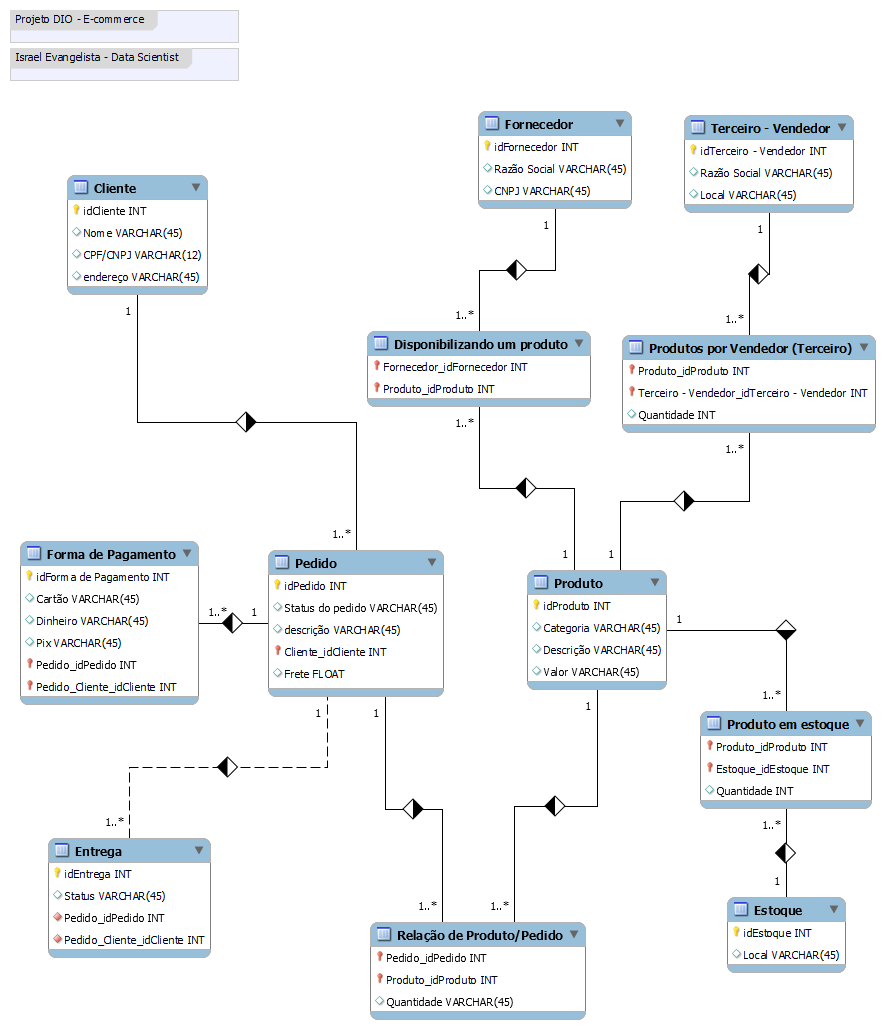 Projeto DIO - E-commerce
Israel Evangelista - Data Scientist
Fornecedor
idFornecedor INT
Razão Social VARCHAR(45)
CNPJ VARCHAR(45)
1
1..*
Terceiro - Vendedor
idTerceiro - Vendedor INT
Razão Social VARCHAR(45)
Local VARCHAR(45)
1
1..*
Cliente
idCliente INT
Nome VARCHAR(45)
CPF/CNPJ VARCHAR(12)
endereço VARCHAR(45)
1
1..*
Disponibilizando um produto
Fornecedor_idFornecedor INT
Produto_idProduto INT
1..*
1
Produtos por Vendedor (Terceiro)
Produto_idProduto INT
Terceiro - Vendedor_idTerceiro - Vendedor INT
Quantidade INT
1..*
1
Forma de Pagamento
idForma de Pagamento INT
Cartão VARCHAR(45)
Dinheiro VARCHAR(45)
Pix VARCHAR(45)
Pedido_idPedido INT
Pedido_Cliente_idCliente INT
1..*
1
Pedido
idPedido INT
Status do pedido VARCHAR(45)
descrição VARCHAR(45)
Cliente_idCliente INT
Frete FLOAT
1
1
Produto
idProduto INT
Categoria VARCHAR(45)
Descrição VARCHAR(45)
Valor VARCHAR(45)
1
1
1..*
Produto em estoque
Produto_idProduto INT
Estoque_idEstoque INT
Quantidade INT
1..*
1
1..*
Entrega
idEntrega INT
Status VARCHAR(45)
Pedido_idPedido INT
Pedido_Cliente_idCliente INT
1..*
1..*
Relação de Produto/Pedido
Pedido_idPedido INT
Produto_idProduto INT
Quantidade VARCHAR(45)
Estoque
idEstoque INT
Local VARCHAR(45)